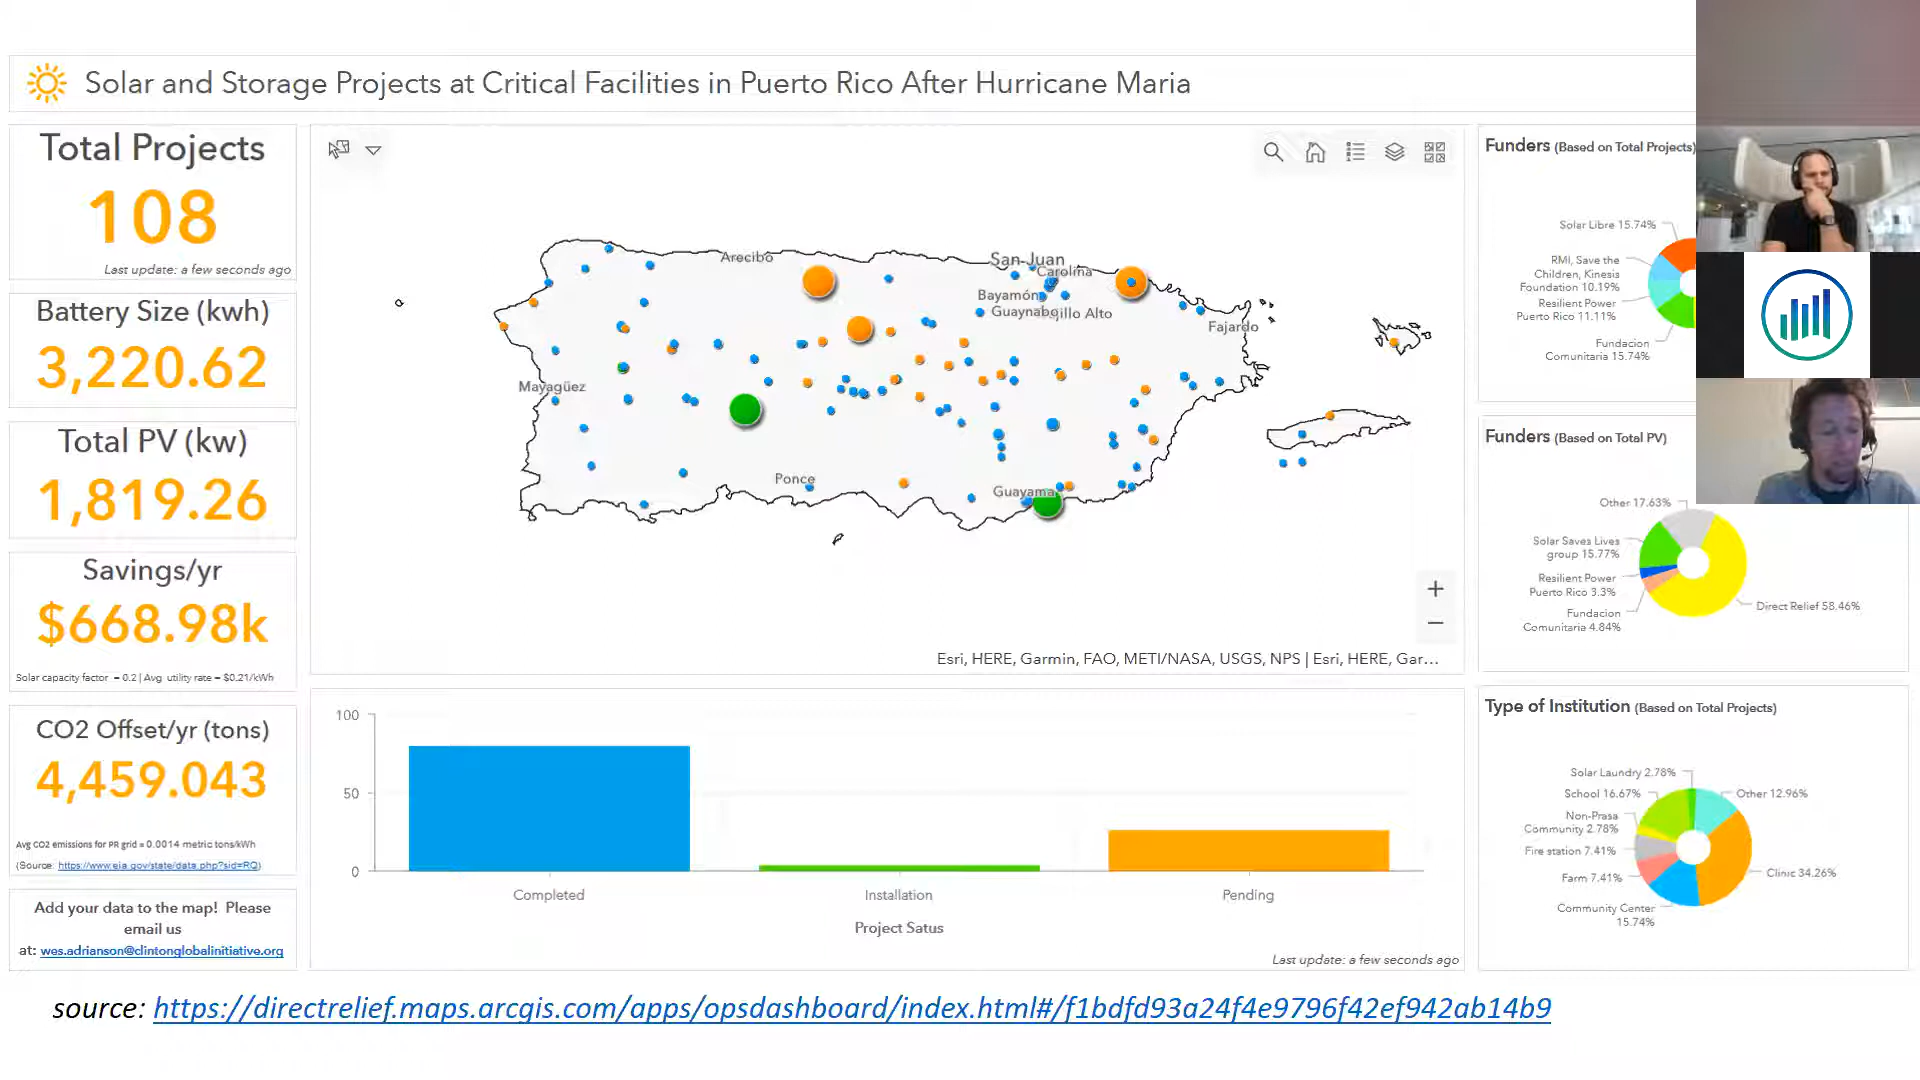 Solar and Storage Projects at Critical Facilities in Puerto Rico After Hurricane Maria
Total Projects
108
Last update: a few seconds ago
Battery Size (kwh)
3,220.62
Total PV (kw)
1,819.26
Savings/yr
$668.98k
Solar capacity factor = 0.2 | Avg utility rate = $0.21/kWh
CO2 Offset/yr (tons)
4,459.043
Avg CO2 emissions for PR grid = 0.0014 metric tons/kWh
(Source: https://www.eia.gov/state/data.php?sid=RQ)
Add your data to the map! Please
email us
at: wes.adrianson@clintonglobalinitiative.org
Arecibo
San Juan
Carolina
Bayamón
Guaynabo
jillo Alto
Fajardo
Mayagüez
Ponce
Guayama
+
−
Esri, HERE, Garmin, FAO, METI/NASA, USGS, NPS | Esri, HERE, Gar...
100
50
0
Completed
Installation
Pending
Project Satus
Last update: a few seconds ago
Funders (Based on Total Projects)
Solar Libre 15.74%
RMI, Save the
Children, Kinesis
Foundation 10.19%
Resilient Power
Puerto Rico 11.11%
Fundacion
Comunitaria 15.74%
Funders (Based on Total PV)
Other 17.63%
Solar Saves Lives
group 15.77%
Resilient Power
Puerto Rico 3.3%
Fundacion
Comunitaria 4.84%
Direct Relief 58.46%
Type of Institution (Based on Total Projects)
Solar Laundry 2.78%
School 16.67%
Non-Prasa
Community 2.78%
Fire station 7.41%
Farm 7.41%
Community Center
15.74%
Other 12.96%
Clinic 34.26%
source: https://directrelief.maps.arcgis.com/apps/opsdashboard/index.html#/f1bdfd93a24f4e9796f42ef942ab14b9